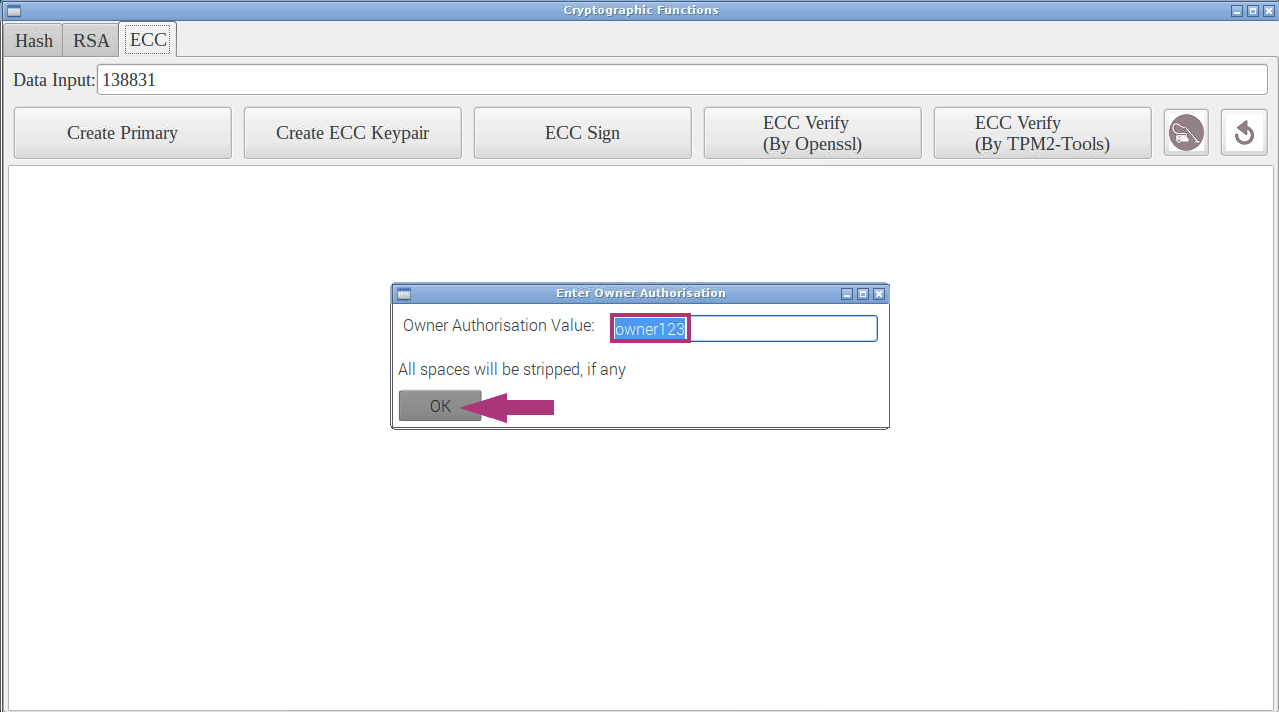 Cryptographic Functions
Hash RSA ECC
Data Input: 138831
Create Primary
Create ECC Keypair
ECC Sign
ECC Verify
(By Openssl)
ECC Verify
(By TPM2-Tools)
Enter Owner Authorisation
Owner Authorisation Value: owner123
All spaces will be stripped, if any
OK